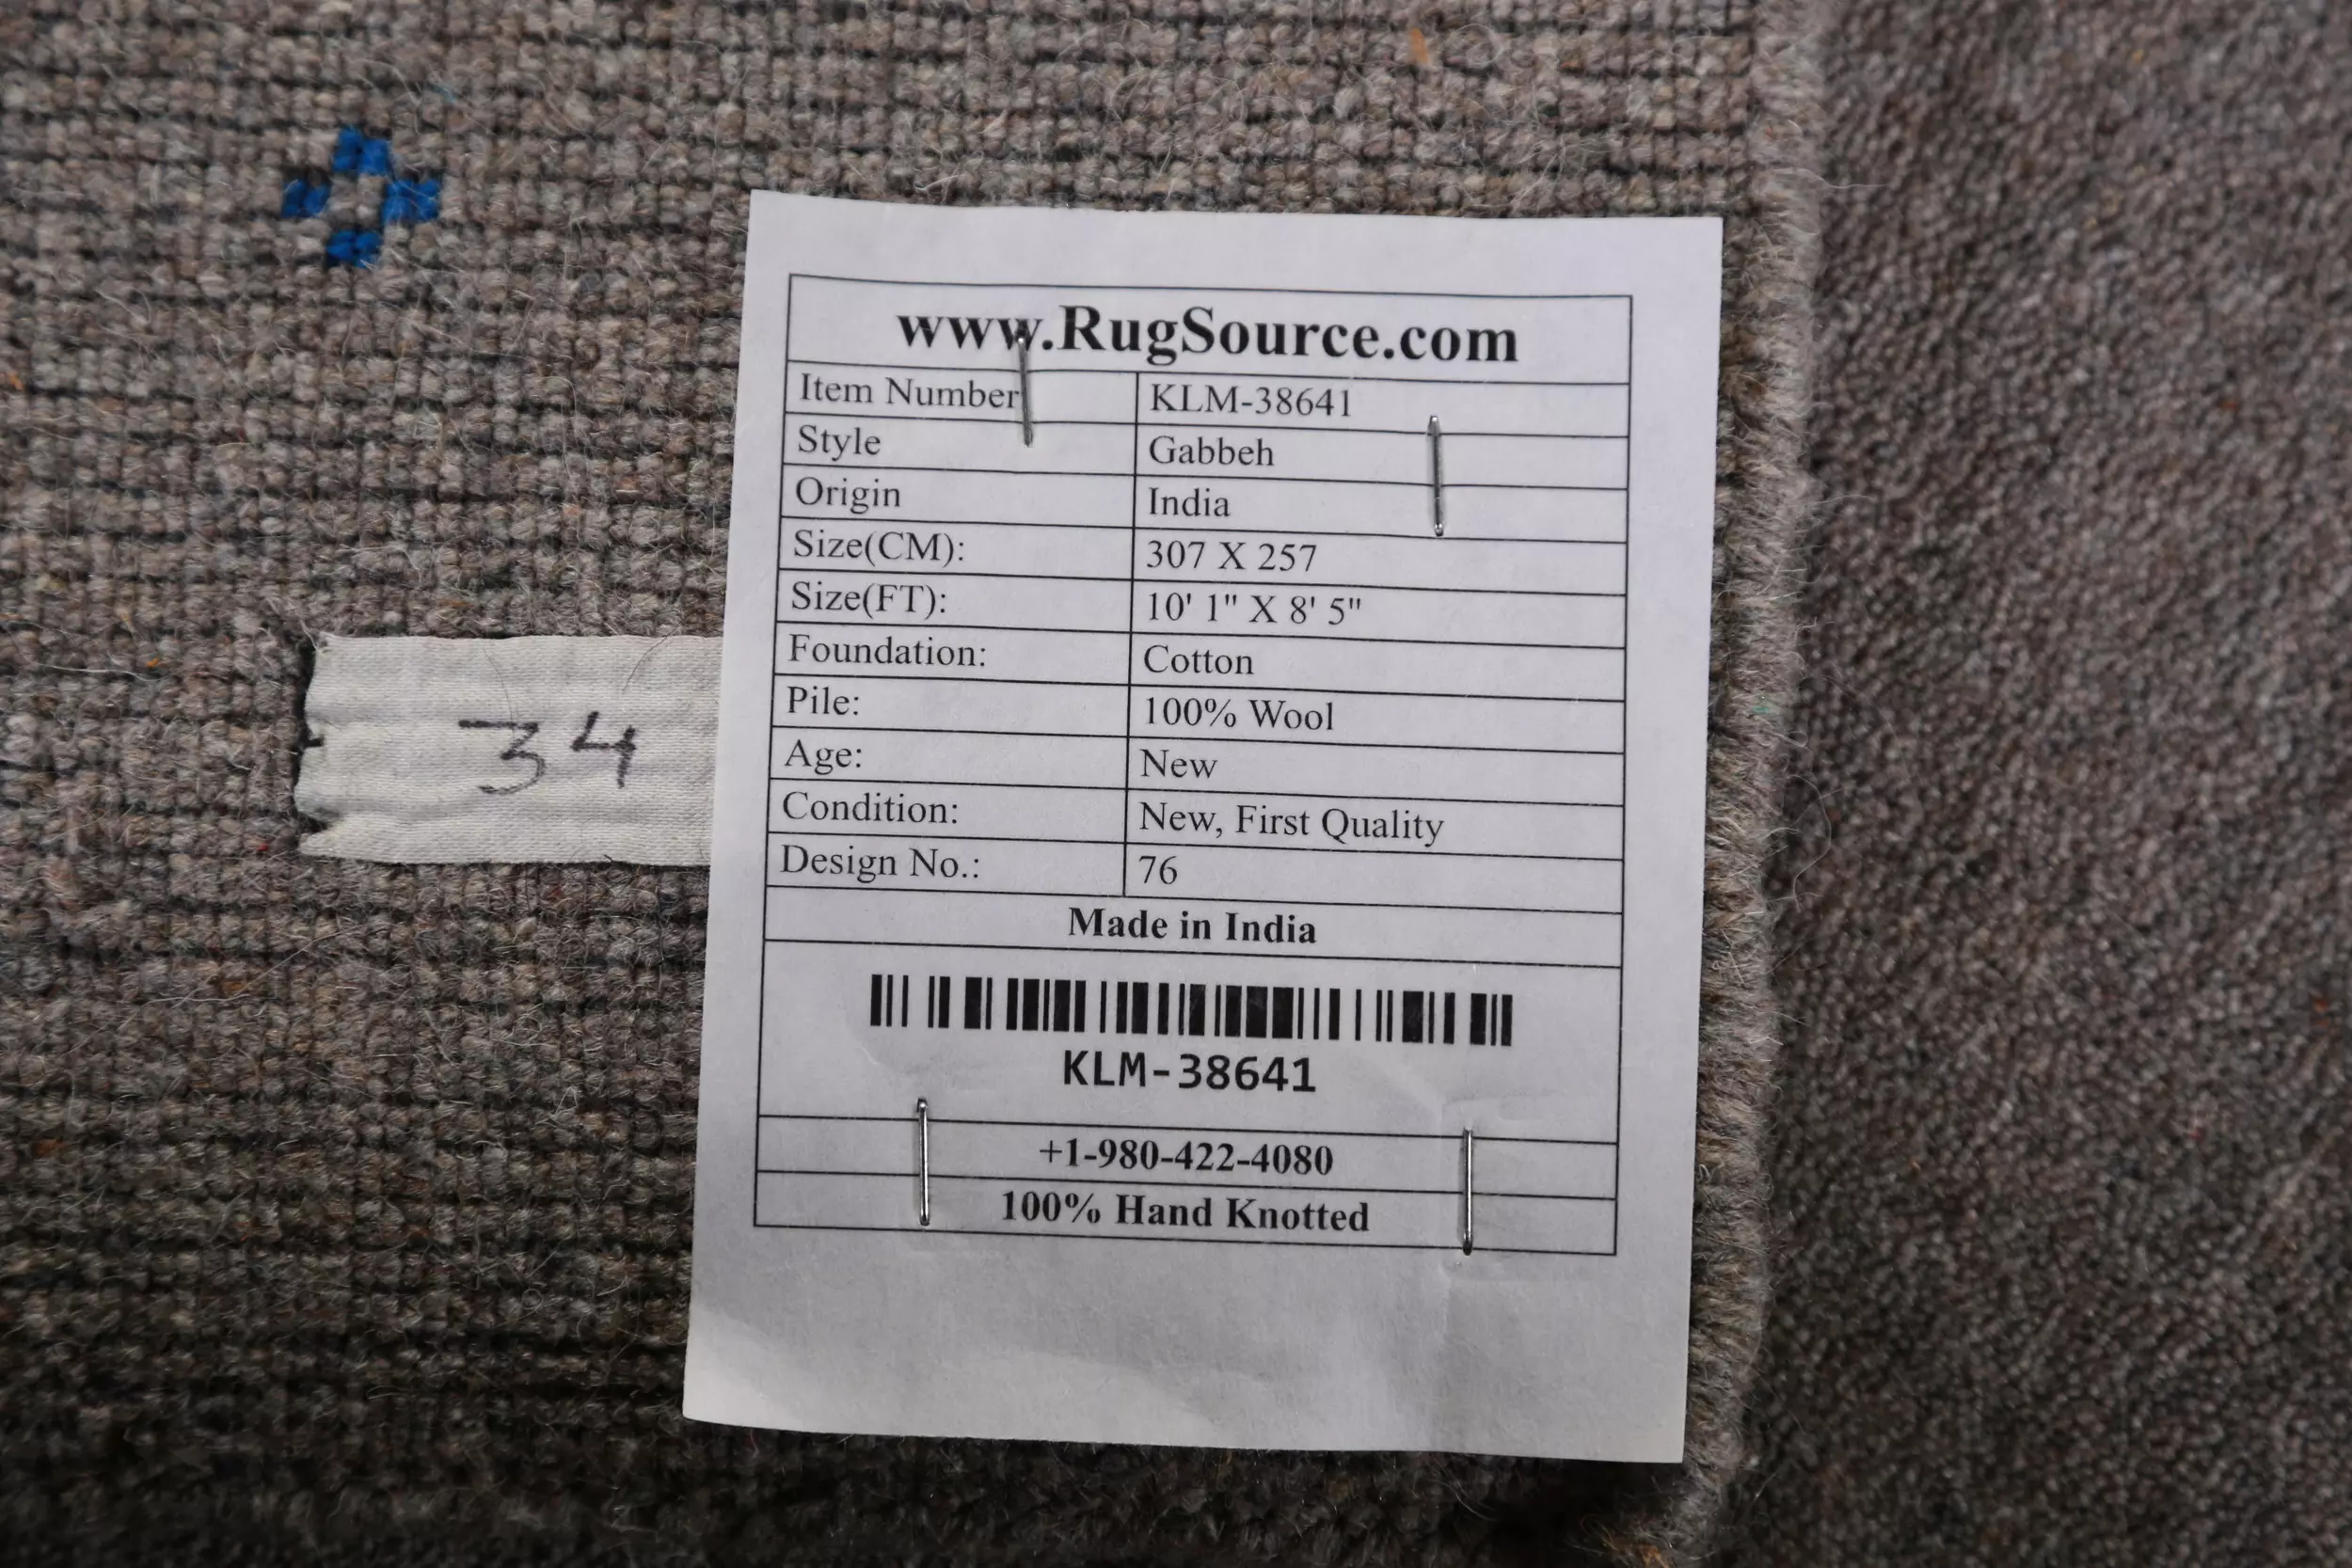 www.RugSource.com
Item Number KLM-38641
Style Gabbeh
Origin India
Size(CM): 307 X 257
Size(FT): 10' 1" X 8' 5"
Foundation: Cotton
Pile: 100% Wool
Age: New
Condition: New, First Quality
Design No.: 76
Made in India
KLM-38641
+1-980-422-4080
100% Hand Knotted
34